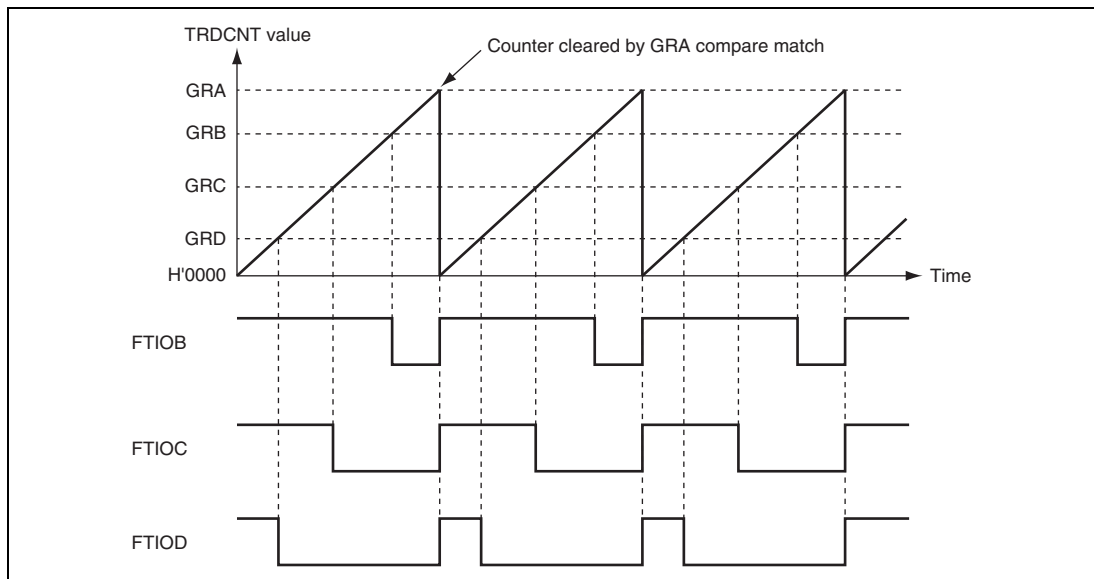 TRDCNT value
Counter cleared by GRA compare match
GRA
GRB
GRC
GRD
H'0000
Time
FTIOB
FTIOC
FTIOD